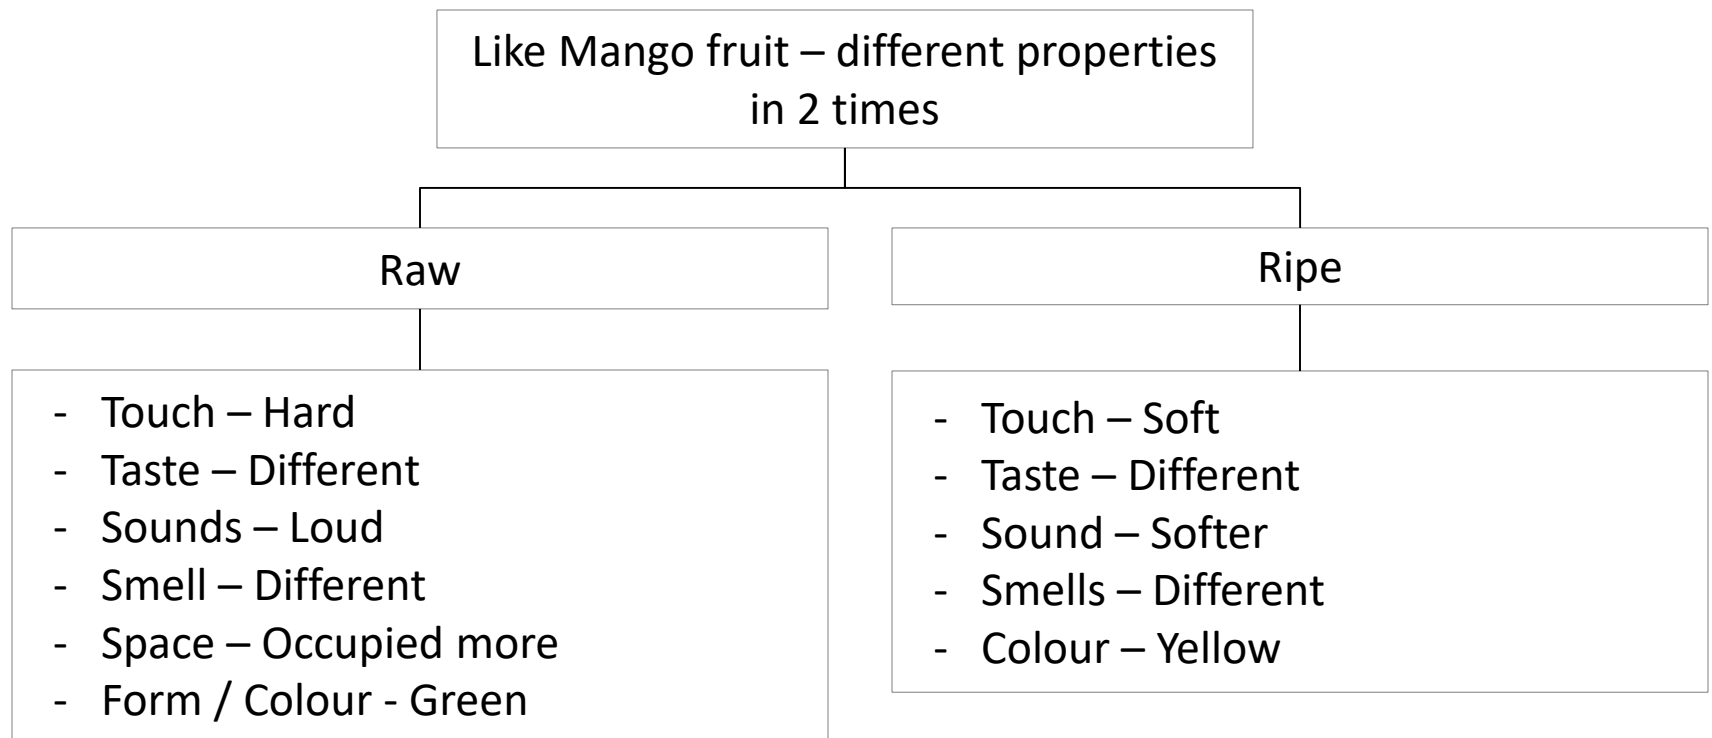 Like Mango fruit – different properties
in 2 times
Raw
Ripe
- Touch – Hard
- Taste – Different
- Sounds – Loud
- Smell – Different
- Space – Occupied more
- Form / Colour - Green
- Touch – Soft
- Taste – Different
- Sound – Softer
- Smells – Different
- Colour – Yellow